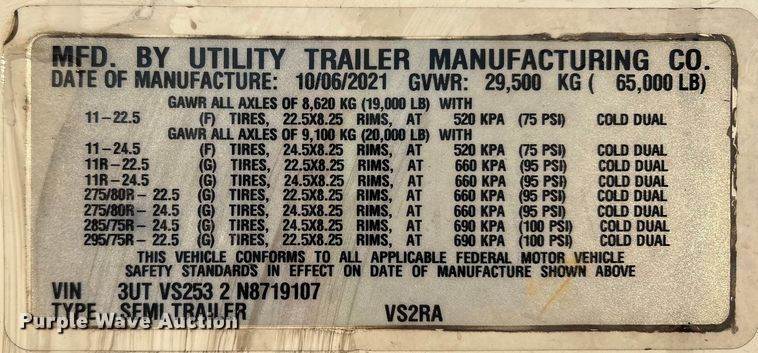 MFD. BY UTILITY TRAILER MANUFACTURING CO.
DATE OF MANUFACTURE: 10/06/2021 GVWR: 29,500 KG ( 65,000 LB)
GAWR ALL AXLES OF 8,620 KG (19,000 LB) WITH
11-22.5 (F) TIRES, 22.5X8.25 RIMS, AT 520 KPA (75 PSI) COLD DUAL
GAWR ALL AXLES OF 9,100 KG (20,000 LB) WITH
11-24.5 (F) TIRES, 24.5X8.25 RIMS, AT 520 KPA (75 PSI) COLD DUAL
11R-22.5 (G) TIRES, 22.5X8.25 RIMS, AT 660 KPA (95 PSI) COLD DUAL
11R-24.5 (G) TIRES, 24.5X8.25 RIMS, AT 660 KPA (95 PSI) COLD DUAL
275/80R-22.5 (G) TIRES, 22.5X8.25 RIMS, AT 660 KPA (95 PSI) COLD DUAL
275/80R-24.5 (G) TIRES, 24.5X8.25 RIMS, AT 660 KPA (95 PSI) COLD DUAL
285/75R-24.5 (G) TIRES, 24.5X8.25 RIMS, AT 690 KPA (100 PSI) COLD DUAL
295/75R-22.5 (G) TIRES, 22.5X8.25 RIMS, AT 690 KPA (100 PSI) COLD DUAL
THIS VEHICLE CONFORMS TO ALL APPLICABLE FEDERAL MOTOR VEHICLE
SAFETY STANDARDS IN EFFECT ON DATE OF MANUFACTURE SHOWN ABOVE
VIN 3UT VS253 2 N8719107
TYPE SEMI TRAILER VS2RA
Purple Wave Auction